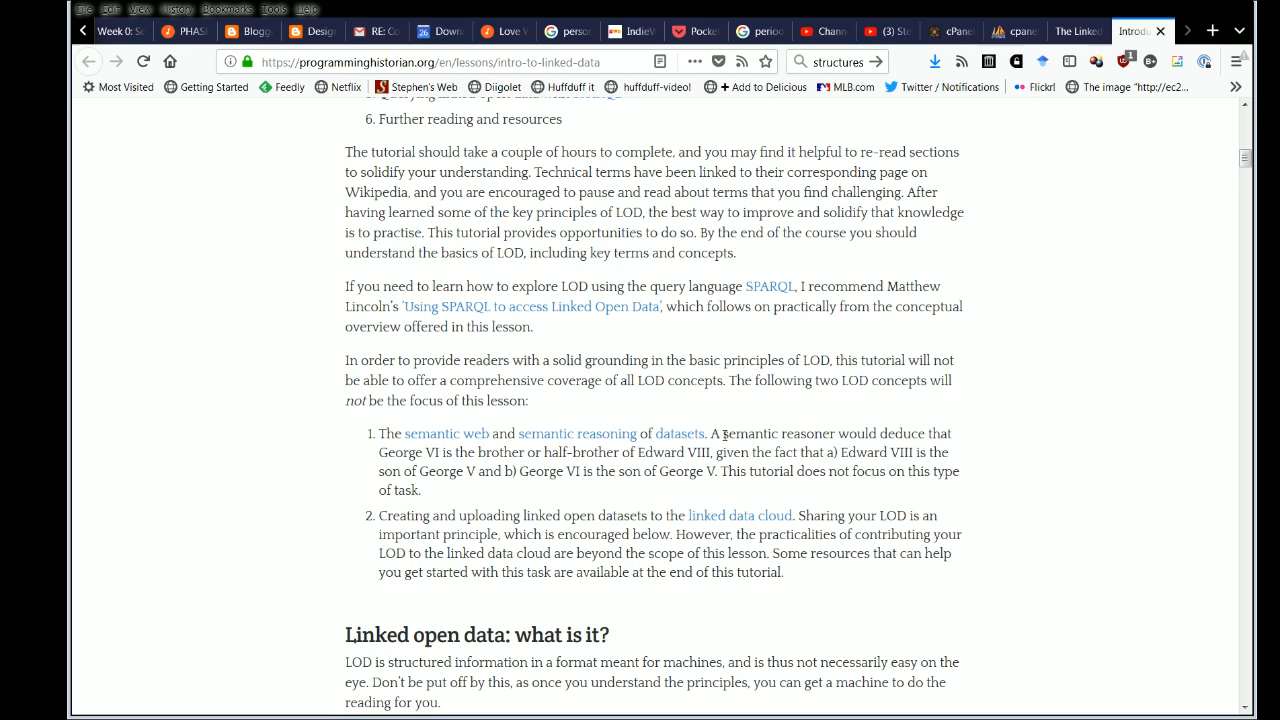 File Edit View History Bookmarks Tools Help
Week 0: Se PHASE Blogg Design RE: Co Down Love V person IndieW Pocket period Chann (3) Ste cPanel cpane The Linked Introdu
https://programminghistorian.org/en/lessons/intro-to-linked-data structures
Most Visited Getting Started Feedly Netflix Stephen's Web Diigolet Huffduff it huffduff-video! + Add to Delicious MLB.com Twitter / Notifications Flickr! The image "http://ec2...
6. Further reading and resources
The tutorial should take a couple of hours to complete, and you may find it helpful to re-read sections
to solidify your understanding. Technical terms have been linked to their corresponding page on
Wikipedia, and you are encouraged to pause and read about terms that you find challenging. After
having learned some of the key principles of LOD, the best way to improve and solidify that knowledge
is to practise. This tutorial provides opportunities to do so. By the end of the course you should
understand the basics of LOD, including key terms and concepts.
If you need to learn how to explore LOD using the query language SPARQL, I recommend Matthew
Lincoln's 'Using SPARQL to access Linked Open Data', which follows on practically from the conceptual
overview offered in this lesson.
In order to provide readers with a solid grounding in the basic principles of LOD, this tutorial will not
be able to offer a comprehensive coverage of all LOD concepts. The following two LOD concepts will
not be the focus of this lesson:
1. The semantic web and semantic reasoning of datasets. A semantic reasoner would deduce that
George VI is the brother or half-brother of Edward VIII, given the fact that a) Edward VIII is the
son of George V and b) George VI is the son of George V. This tutorial does not focus on this type
of task.
2. Creating and uploading linked open datasets to the linked data cloud. Sharing your LOD is an
important principle, which is encouraged below. However, the practicalities of contributing your
LOD to the linked data cloud are beyond the scope of this lesson. Some resources that can help
you get started with this task are available at the end of this tutorial.
Linked open data: what is it?
LOD is structured information in a format meant for machines, and is thus not necessarily easy on the
eye. Don't be put off by this, as once you understand the principles, you can get a machine to do the
reading for you.